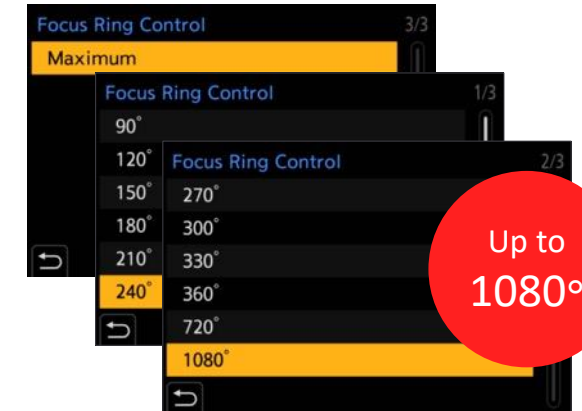 Focus Ring Control 3/3
Maximum
Focus Ring Control 1/3
90°
120°
150°
180°
210°
240°
Focus Ring Control 2/3
270°
300°
330°
360°
720°
1080°
Up to
1080°